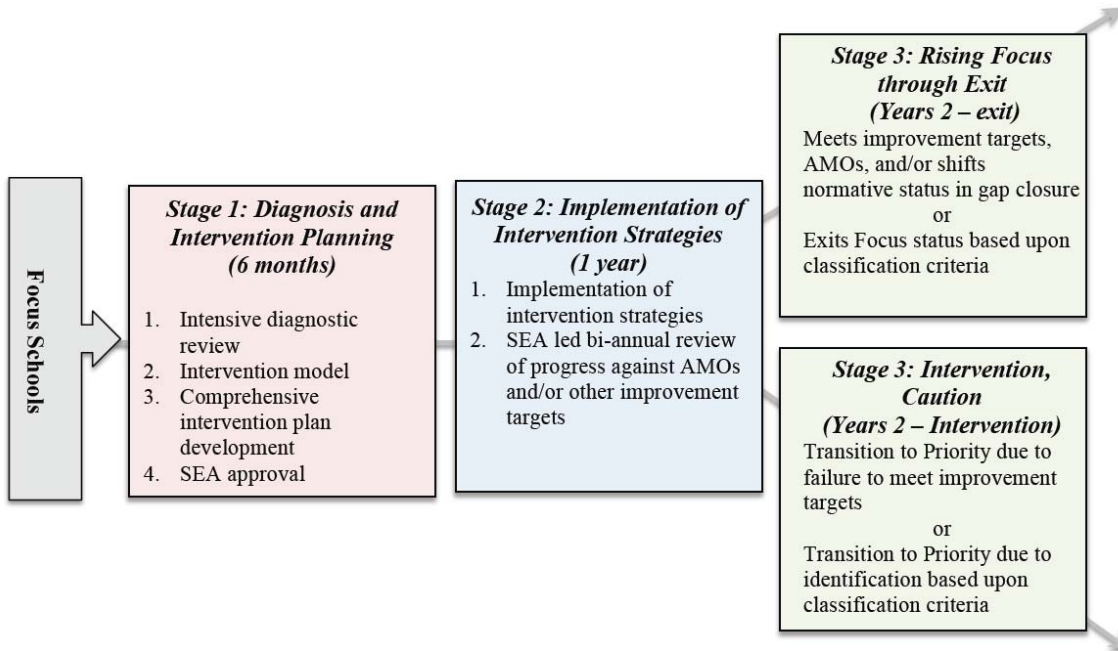 Focus Schools
Stage 1: Diagnosis and
Intervention Planning
(6 months)
1. Intensive diagnostic
review
2. Intervention model
3. Comprehensive
intervention plan
development
4. SEA approval
Stage 2: Implementation of
Intervention Strategies
(1 year)
1. Implementation of
intervention strategies
2. SEA led bi-annual review
of progress against AMOs
and/or other improvement
targets
Stage 3: Rising Focus
through Exit
(Years 2 – exit)
Meets improvement targets,
AMOs, and/or shifts
normative status in gap closure
or
Exits Focus status based upon
classification criteria
Stage 3: Intervention,
Caution
(Years 2 – Intervention)
Transition to Priority due to
failure to meet improvement
targets
or
Transition to Priority due to
identification based upon
classification criteria